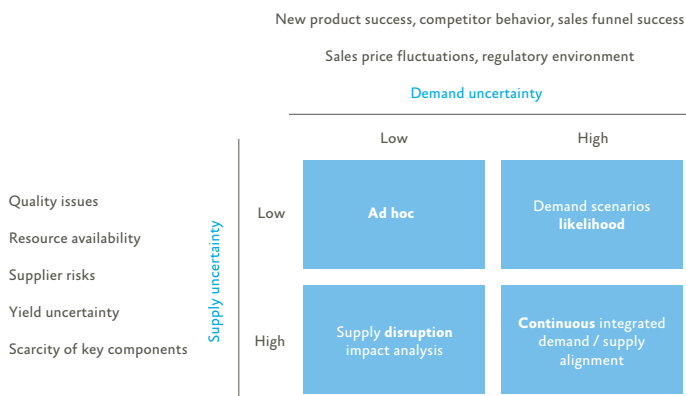 New product success, competitor behavior, sales funnel success
Sales price fluctuations, regulatory environment
Demand uncertainty
Low
High
Quality issues
Resource availability
Supplier risks
Yield uncertainty
Scarcity of key components
Supply uncertainty
Low
Ad hoc
Demand scenarios
likelihood
High
Supply disruption
impact analysis
Continuous integrated
demand / supply
alignment